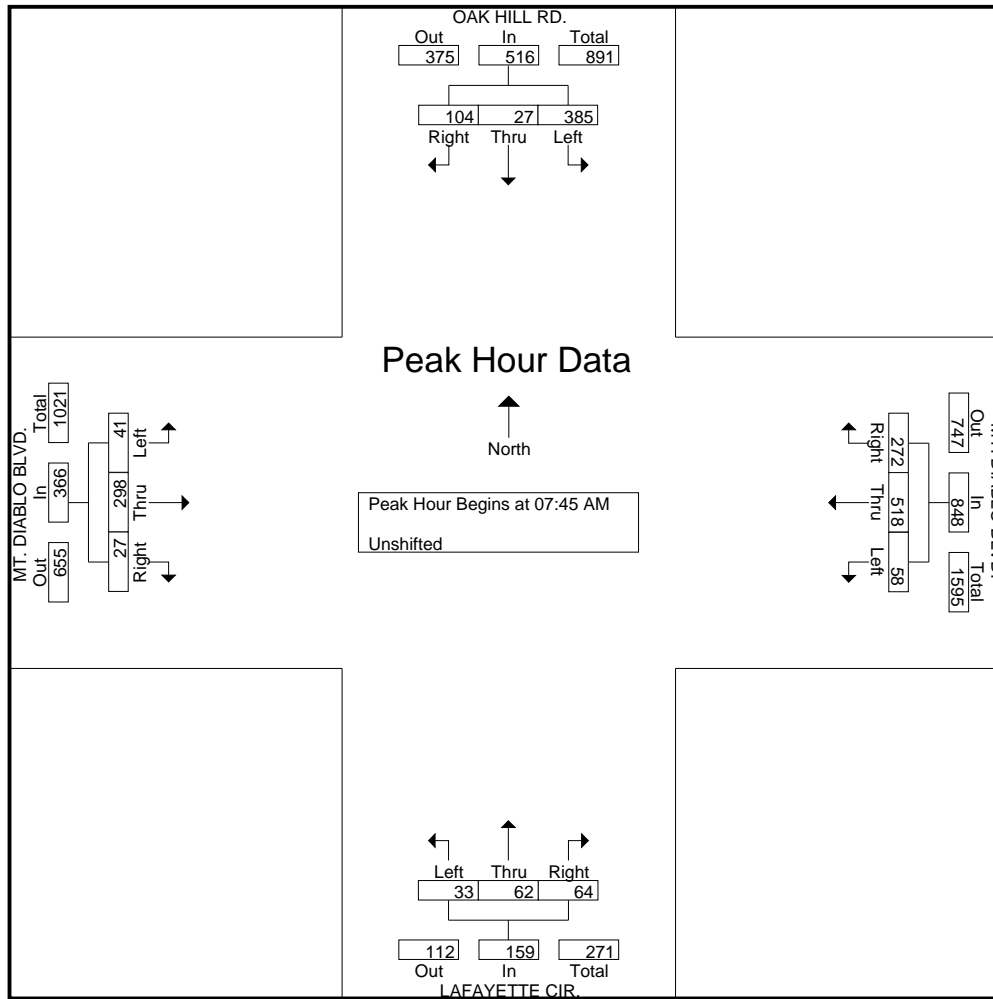 OAK HILL RD.
Out In Total
375 516 891
104 27 385
Right Thru Left
Peak Hour Data
North
Peak Hour Begins at 07:45 AM
Unshifted
MT. DIABLO BLVD.
Out In Total
655 366 1021
27 298 41
Right Thru Left
Out In Total
747 848 1595
272 518 58
Right Thru Left
Left Thru Right
33 62 64
112 159 271
Out In Total
LAFAYETTE CIR.